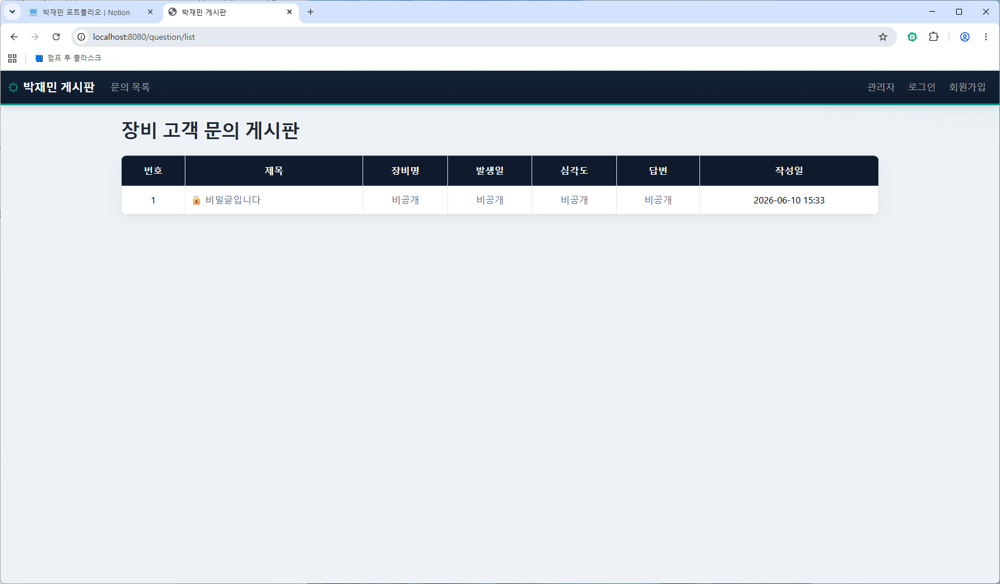 박재민 포트폴리오 | Notion
박재민 게시판
localhost:8080/question/list
점프 투 플라스크
박재민 게시판 문의 목록 관리자 로그인 회원가입
장비 고객 문의 게시판
번호 제목 장비명 발생일 심각도 답변 작성일
1 비밀글입니다 비공개 비공개 비공개 비공개 2026-06-10 15:33